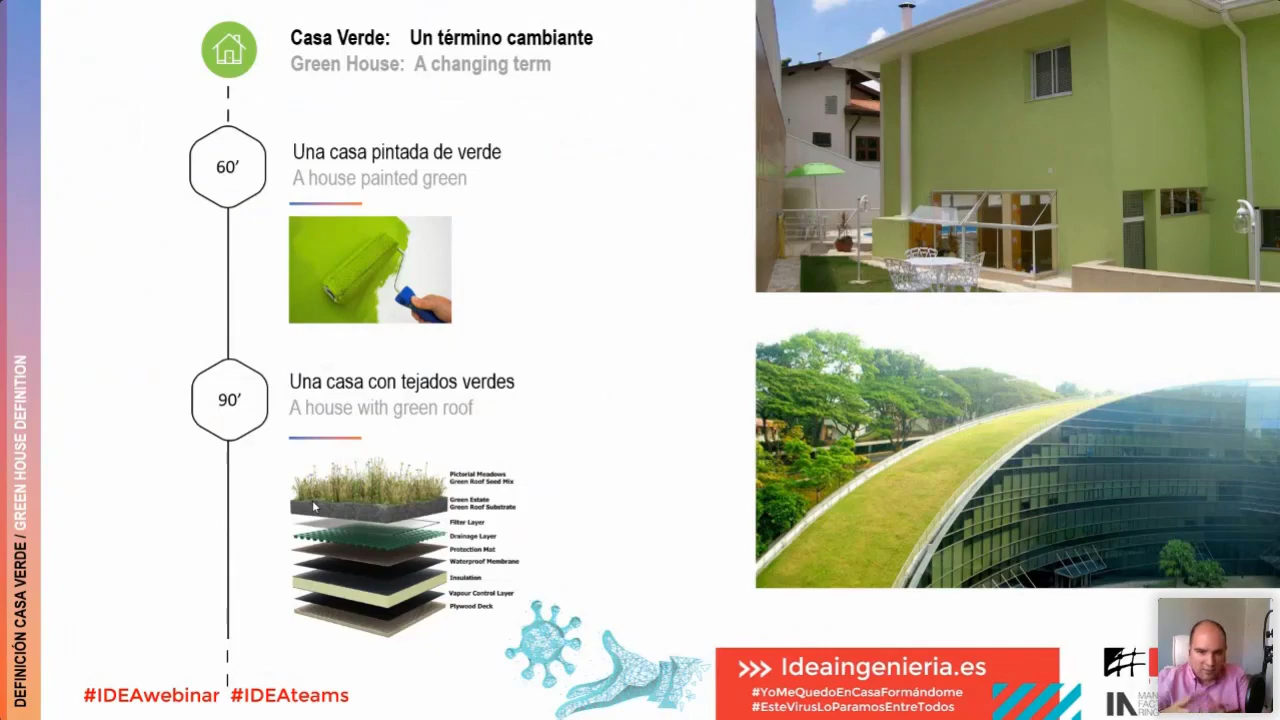 Casa Verde: Un término cambiante
Green House: A changing term
60’
Una casa pintada de verde
A house painted green
90’
Una casa con tejados verdes
A house with green roof
Pictorial Meadows
Green Roof Seed Mix
Green Estate
Green Roof Substrate
Filter Layer
Drainage Layer
Protection Mat
Waterproof Membrane
Insulation
Vapour Control Layer
Plywood Deck
DEFINICIÓN CASA VERDE / GREEN HOUSE DEFINITION
#IDEAwebinar #IDEAteams
>>> Ideaingenieria.es
#YoMeQuedoEnCasaFormándome
#EsteVirusLoParamosEntreTodos